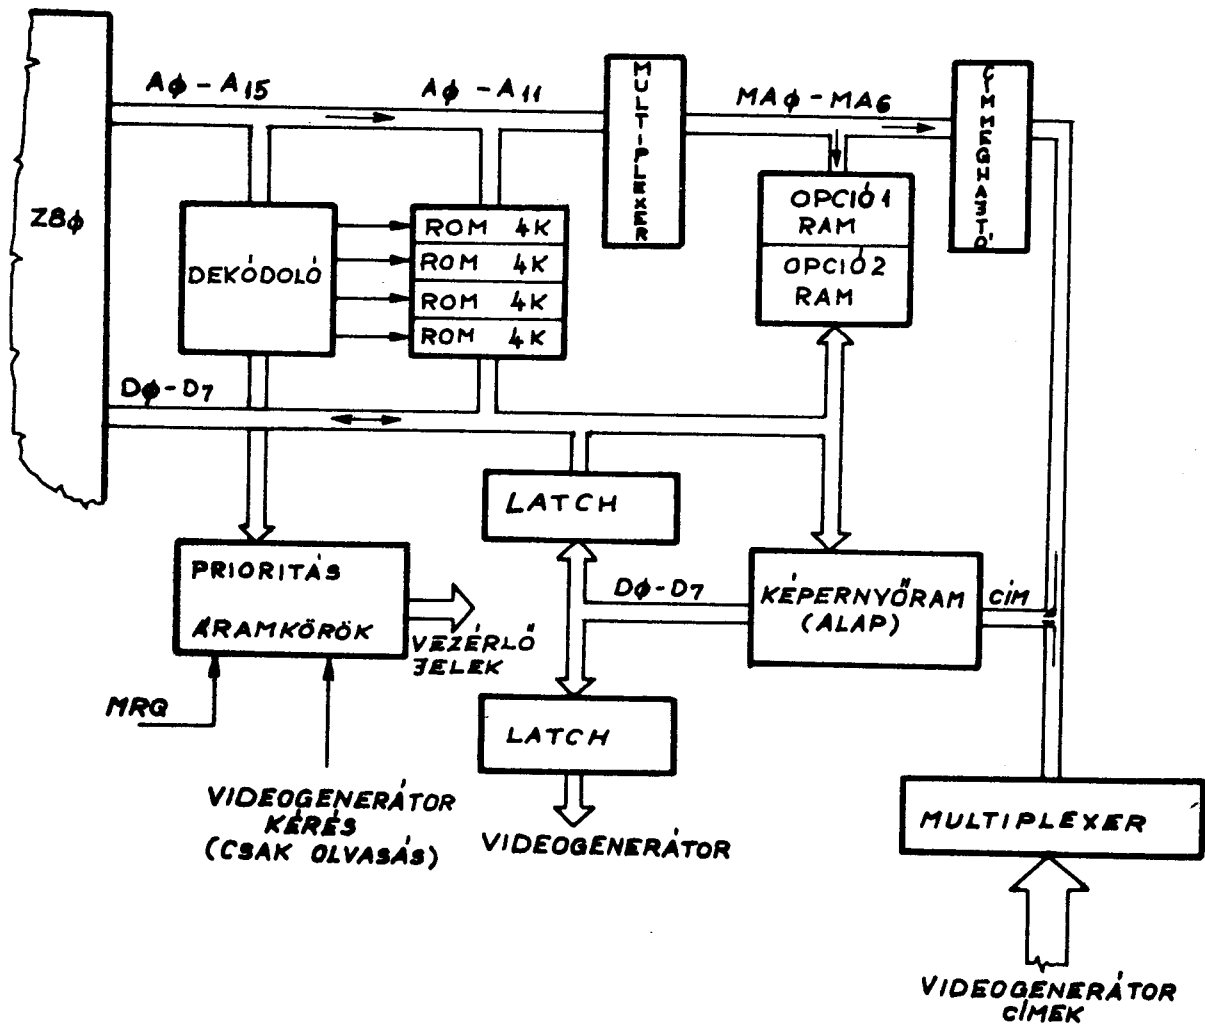 Aϕ - A15
Aϕ - A11
MULTIPLEXER
MAϕ - MA6
CÍMMEGHAJTÓ
Z8ϕ
DEKÓDOLÓ
ROM 4K
ROM 4K
ROM 4K
ROM 4K
OPCIÓ 1
RAM
OPCIÓ 2
RAM
Dϕ - D7
LATCH
PRIORITÁS
ÁRAMKÖRÖK
VEZÉRLŐ
JELEK
Dϕ - D7
KÉPERNYŐRAM
(ALAP)
CÍM
MRQ
LATCH
VIDEOGENERÁTOR
KÉRÉS
(CSAK OLVASÁS)
VIDEOGENERÁTOR
MULTIPLEXER
VIDEOGENERÁTOR
CÍMEK